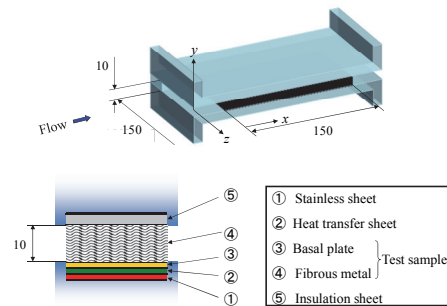 y
10
Flow
150
x
z
150
⑤
④
10
③
②
①
① Stainless sheet
② Heat transfer sheet
③ Basal plate
④ Fibrous metal
Test sample
⑤ Insulation sheet